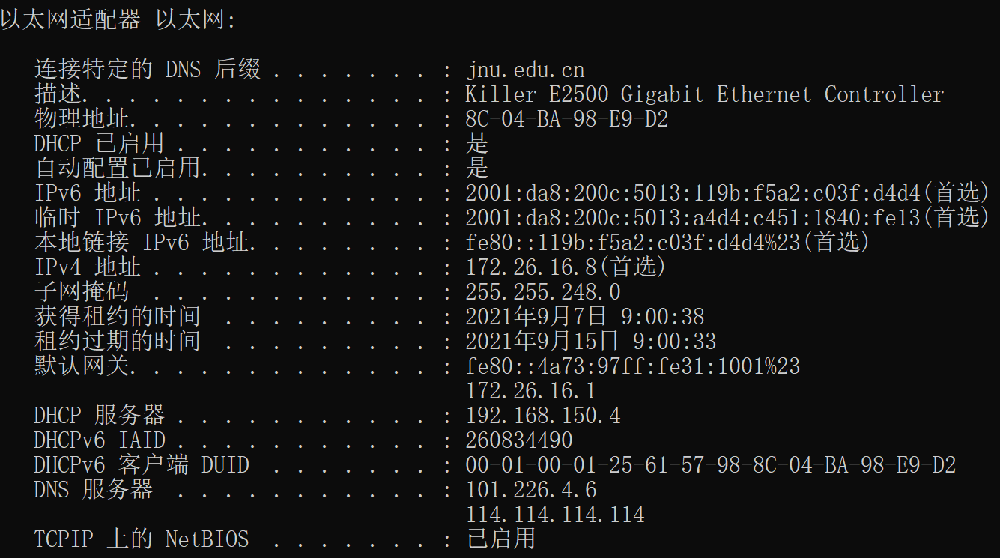 以太网适配器 以太网:
连接特定的 DNS 后缀 . . . . . . . : jnu.edu.cn
描述. . . . . . . . . . . . . . . : Killer E2500 Gigabit Ethernet Controller
物理地址. . . . . . . . . . . . . : 8C-04-BA-98-E9-D2
DHCP 已启用 . . . . . . . . . . . : 是
自动配置已启用. . . . . . . . . . : 是
IPv6 地址 . . . . . . . . . . . . : 2001:da8:200c:5013:119b:f5a2:c03f:d4d4(首选)
临时 IPv6 地址. . . . . . . . . . : 2001:da8:200c:5013:a4d4:c451:1840:fe13(首选)
本地链接 IPv6 地址. . . . . . . . : fe80::119b:f5a2:c03f:d4d4%23(首选)
IPv4 地址 . . . . . . . . . . . . : 172.26.16.8(首选)
子网掩码  . . . . . . . . . . . . : 255.255.248.0
获得租约的时间  . . . . . . . . . : 2021年9月7日 9:00:38
租约过期的时间  . . . . . . . . . : 2021年9月15日 9:00:33
默认网关. . . . . . . . . . . . . : fe80::4a73:97ff:fe31:1001%23
172.26.16.1
DHCP 服务器 . . . . . . . . . . . : 192.168.150.4
DHCPv6 IAID . . . . . . . . . . . : 260834490
DHCPv6 客户端 DUID  . . . . . . . : 00-01-00-01-25-61-57-98-8C-04-BA-98-E9-D2
DNS 服务器  . . . . . . . . . . . : 101.226.4.6
114.114.114.114
TCPIP 上的 NetBIOS  . . . . . . . : 已启用